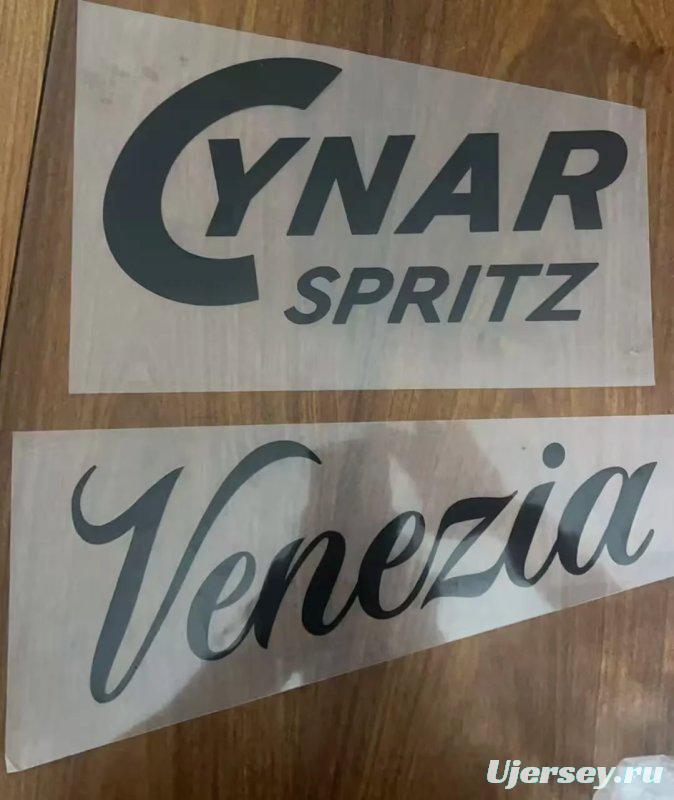 CYNAR
SPRITZ
Venezia
Ujersey.ru